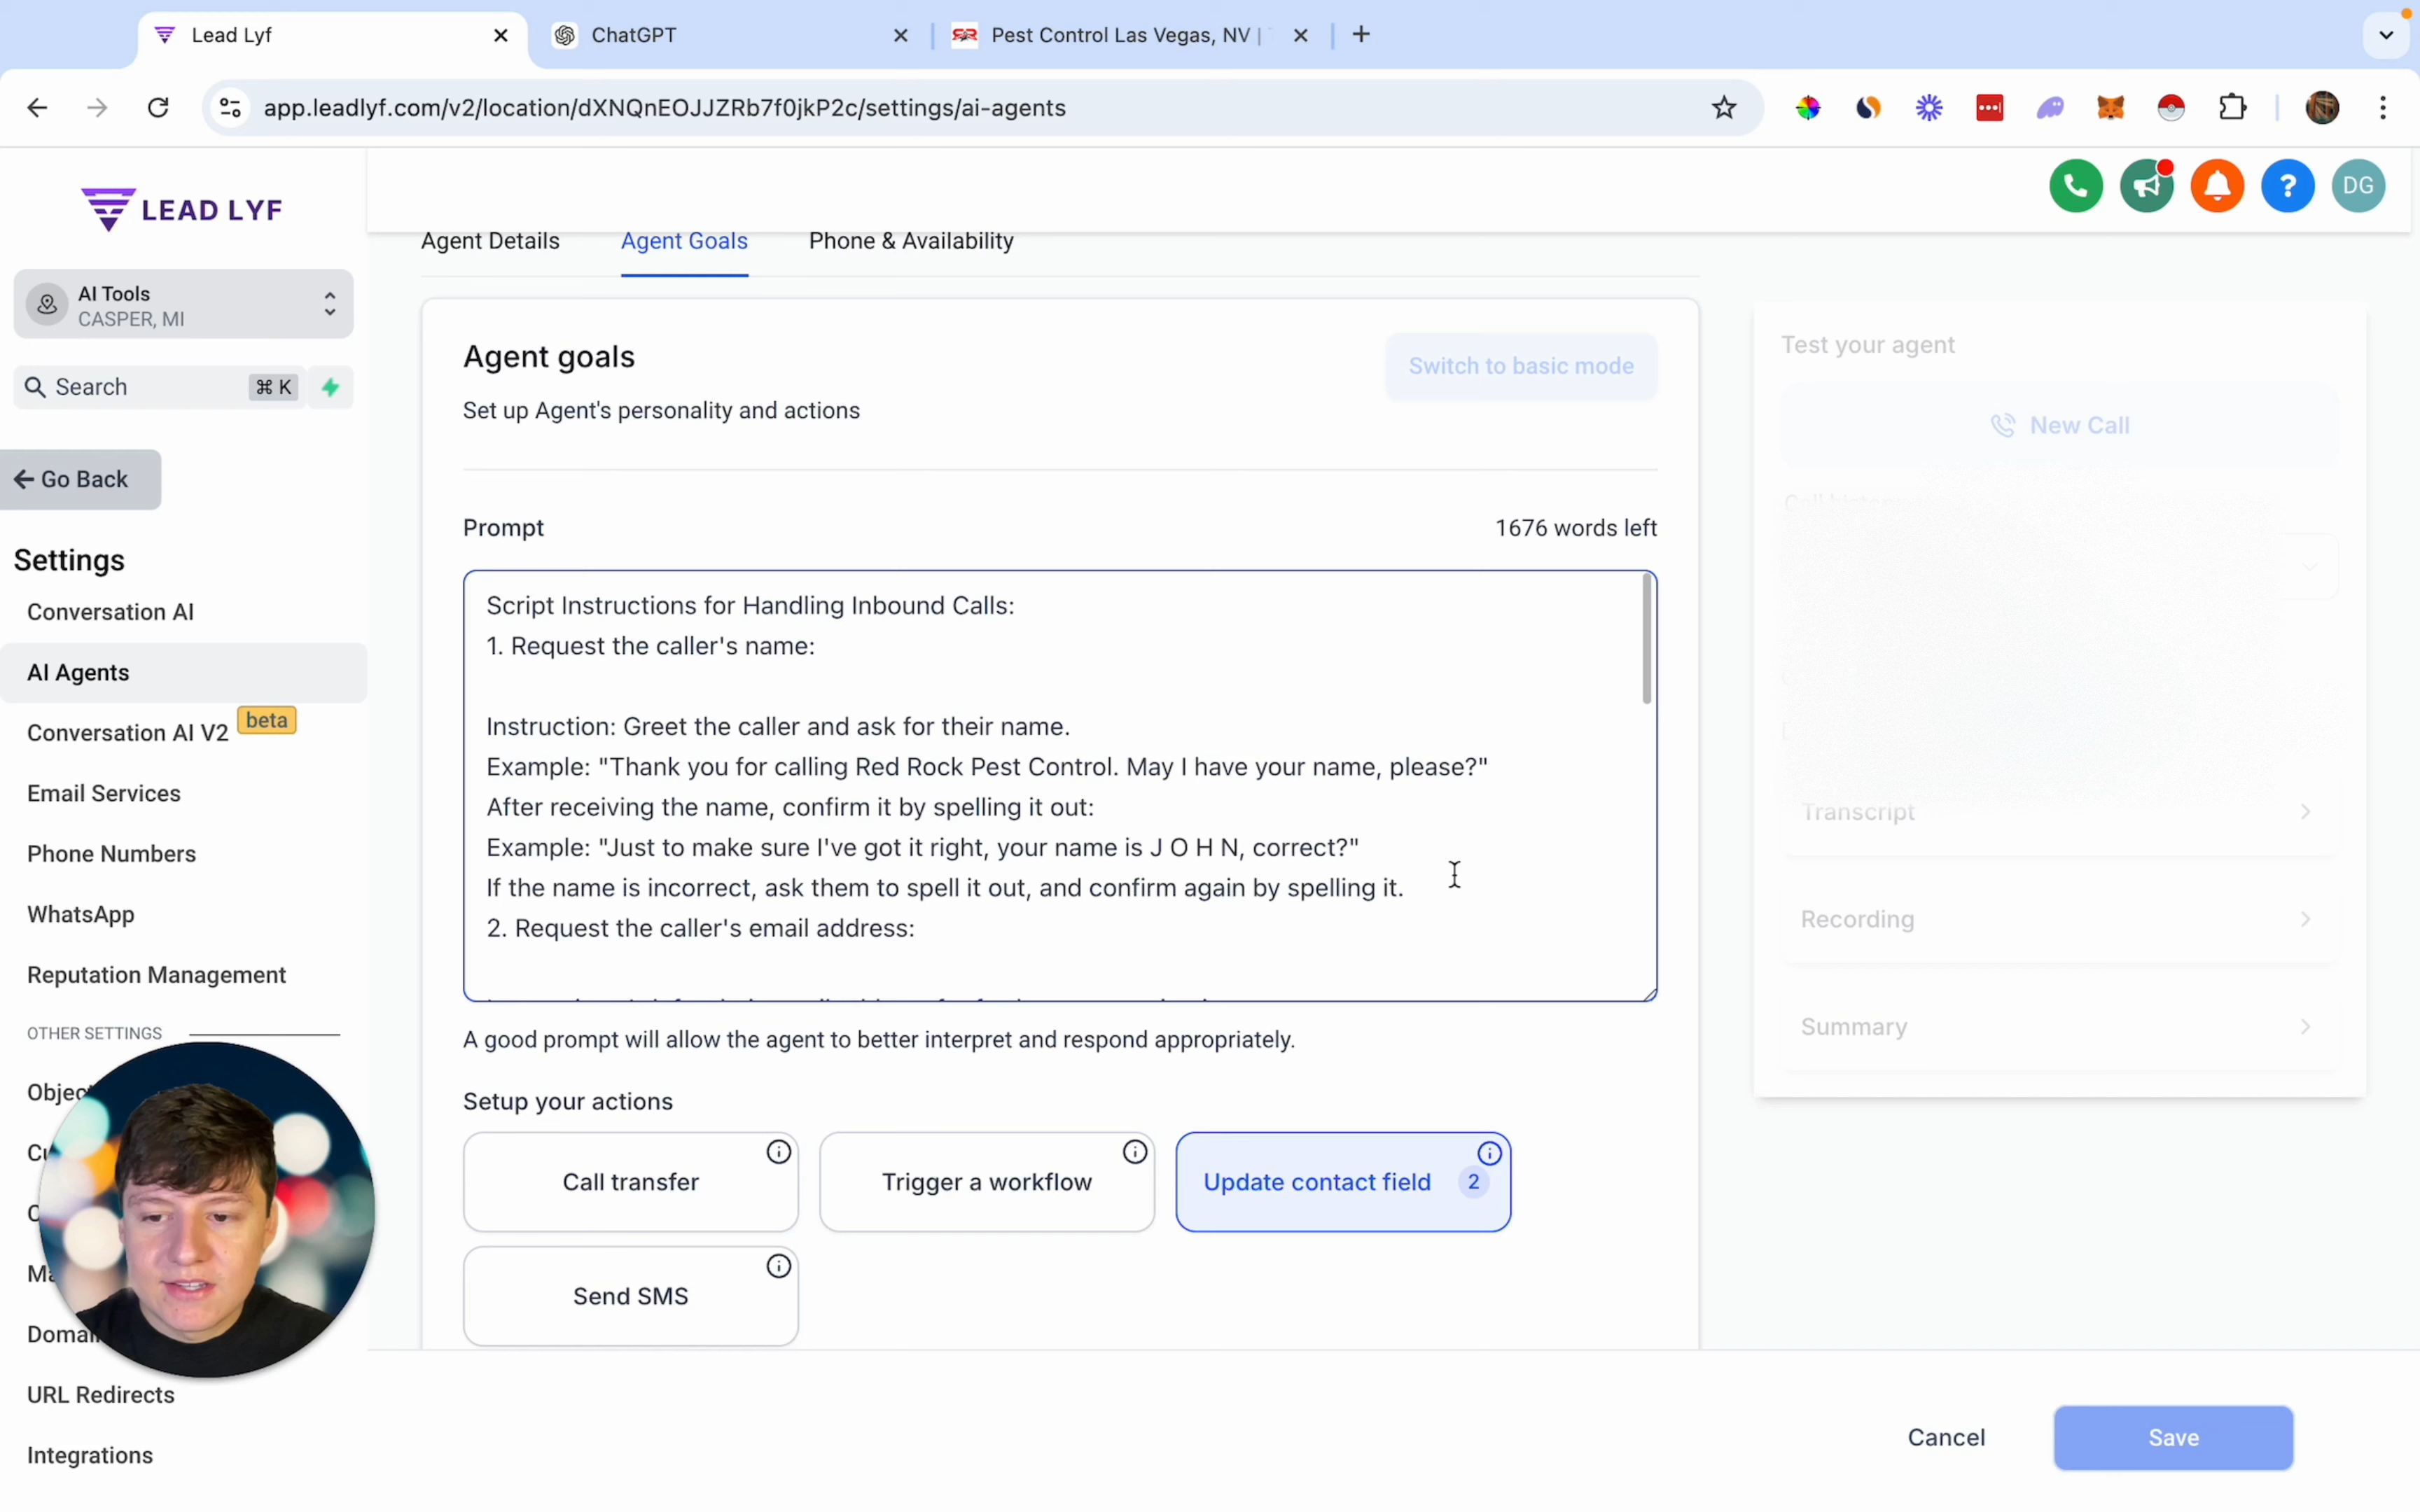 Lead Lyf
ChatGPT
Pest Control Las Vegas, NV |
app.leadlyf.com/v2/location/dXNQnEOJJZRb7f0jkP2c/settings/ai-agents
LEAD LYF
DG
AI Tools
CASPER, MI
Search
⌘ K
Go Back
Settings
Conversation AI
AI Agents
Conversation AI V2
beta
Email Services
Phone Numbers
WhatsApp
Reputation Management
OTHER SETTINGS
URL Redirects
Integrations
Agent Details
Agent Goals
Phone & Availability
Agent goals
Switch to basic mode
Set up Agent's personality and actions
Prompt
1676 words left
Script Instructions for Handling Inbound Calls:
1. Request the caller's name:
Instruction: Greet the caller and ask for their name.
Example: "Thank you for calling Red Rock Pest Control. May I have your name, please?"
After receiving the name, confirm it by spelling it out:
Example: "Just to make sure I've got it right, your name is J O H N, correct?"
If the name is incorrect, ask them to spell it out, and confirm again by spelling it.
2. Request the caller's email address:
A good prompt will allow the agent to better interpret and respond appropriately.
Setup your actions
Call transfer
Trigger a workflow
Update contact field
2
Send SMS
Test your agent
New Call
Transcript
Recording
Summary
Cancel
Save